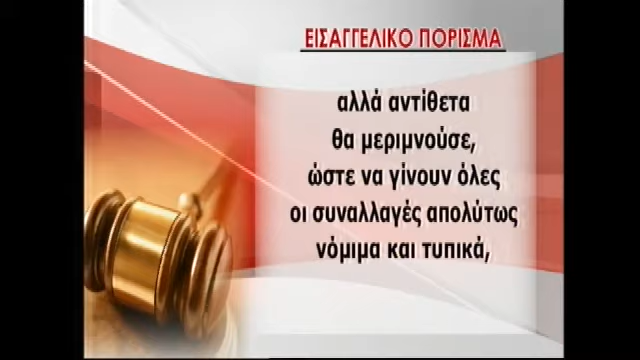 ΕΙΣΑΓΓΕΛΙΚΟ ΠΟΡΙΣΜΑ
αλλά αντίθετα
θα μεριμνούσε,
ώστε να γίνουν όλες
οι συναλλαγές απολύτως
νόμιμα και τυπικά,